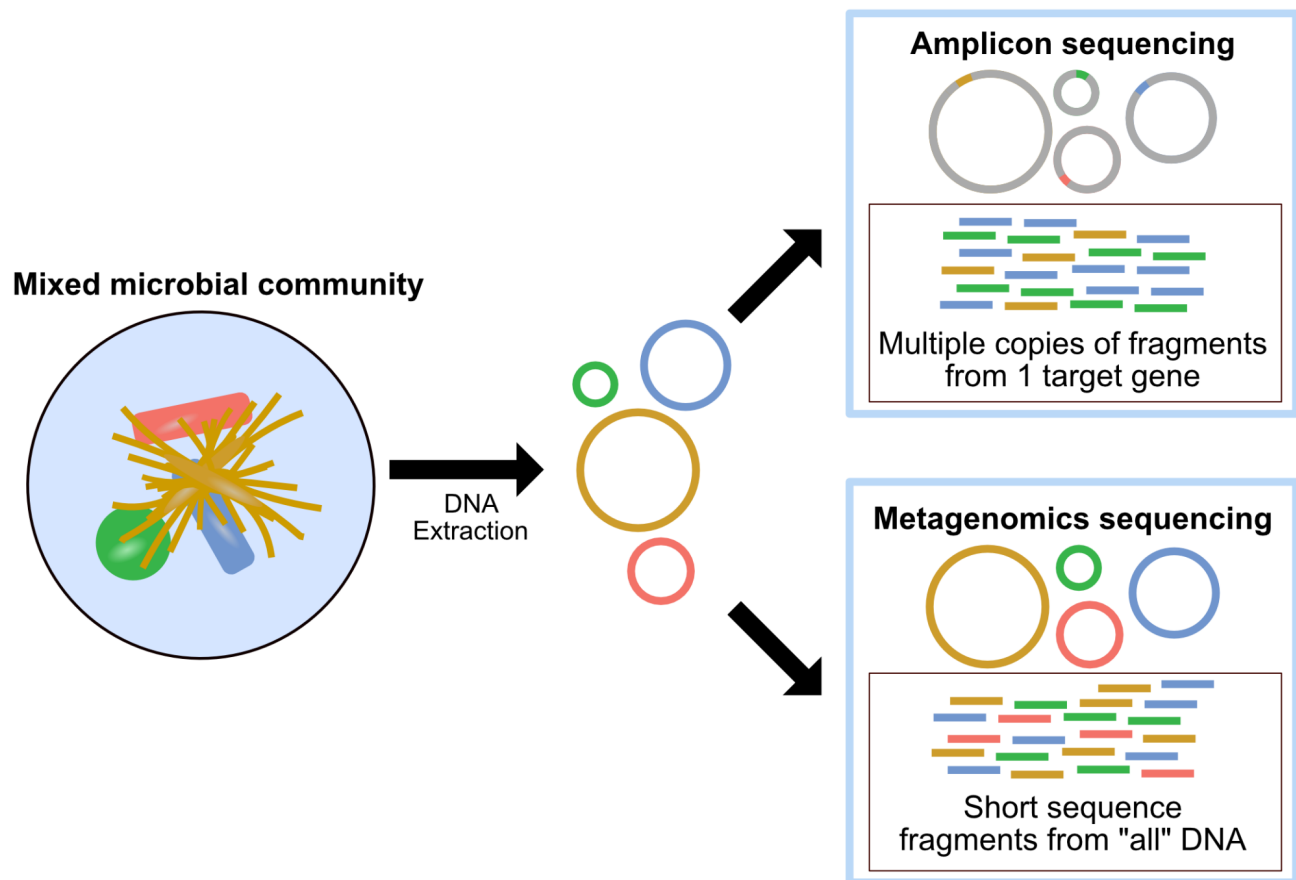 Mixed microbial community
DNA
Extraction
Amplicon sequencing
Multiple copies of fragments
from 1 target gene
Metagenomics sequencing
Short sequence
fragments from "all" DNA